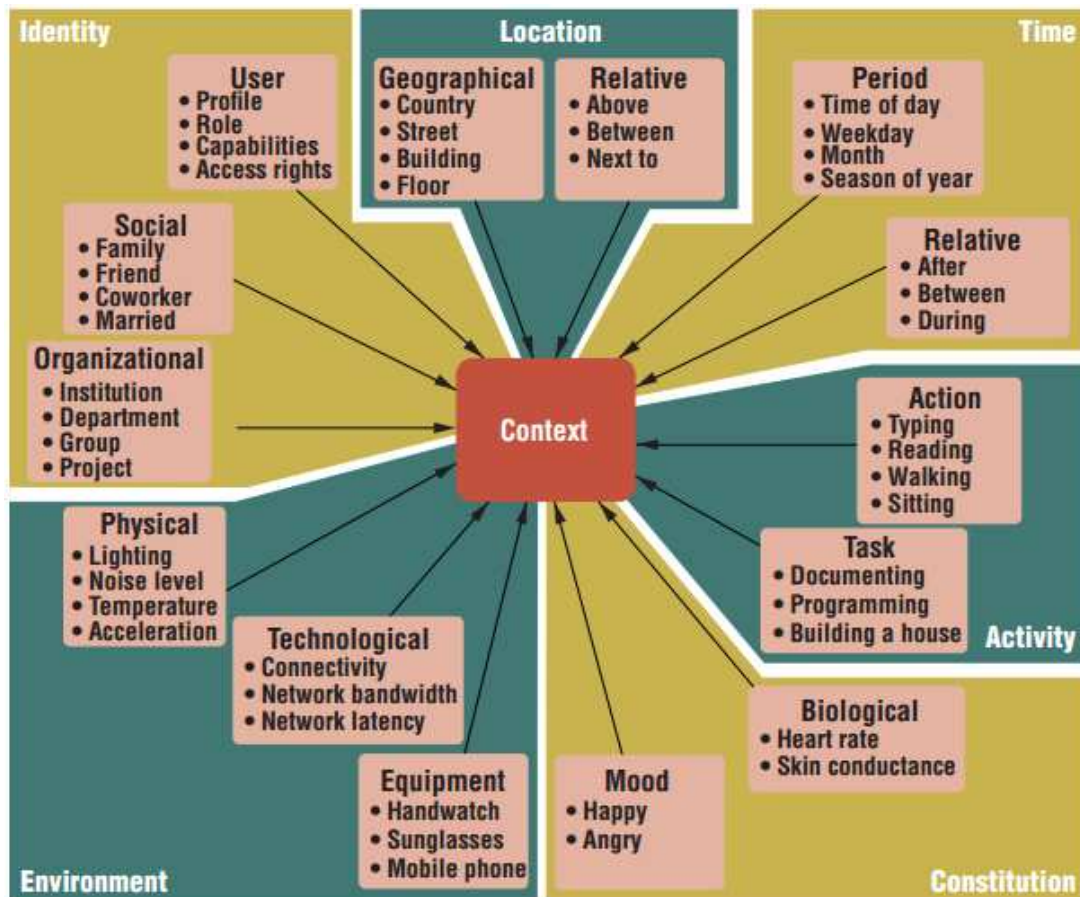 Identity
User
• Profile
• Role
• Capabilities
• Access rights
Social
• Family
• Friend
• Coworker
• Married
Organizational
• Institution
• Department
• Group
• Project
Location
Geographical
• Country
• Street
• Building
• Floor
Relative
• Above
• Between
• Next to
Time
Period
• Time of day
• Weekday
• Month
• Season of year
Relative
• After
• Between
• During
Context
Action
• Typing
• Reading
• Walking
• Sitting
Task
• Documenting
• Programming
• Building a house
Activity
Physical
• Lighting
• Noise level
• Temperature
• Acceleration
Technological
• Connectivity
• Network bandwidth
• Network latency
Equipment
• Handwatch
• Sunglasses
• Mobile phone
Environment
Mood
• Happy
• Angry
Biological
• Heart rate
• Skin conductance
Constitution